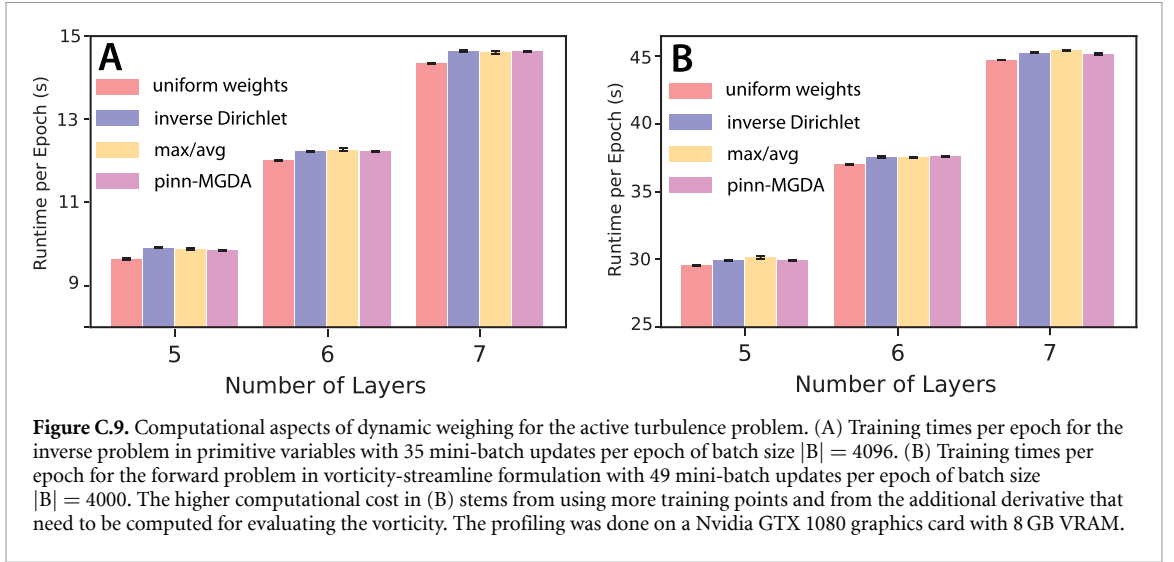 A
uniform weights
inverse Dirichlet
max/avg
pinn-MGDA
Runtime per Epoch (s)
15
13
11
9
5 6 7
Number of Layers
B
uniform weights
inverse Dirichlet
max/avg
pinn-MGDA
Runtime per Epoch (s)
45
40
35
30
25
5 6 7
Number of Layers
Figure C.9. Computational aspects of dynamic weighing for the active turbulence problem. (A) Training times per epoch for the
inverse problem in primitive variables with 35 mini-batch updates per epoch of batch size |B| = 4096. (B) Training times per
epoch for the forward problem in vorticity-streamline formulation with 49 mini-batch updates per epoch of batch size
|B| = 4000. The higher computational cost in (B) stems from using more training points and from the additional derivative that
need to be computed for evaluating the vorticity. The profiling was done on a Nvidia GTX 1080 graphics card with 8 GB VRAM.